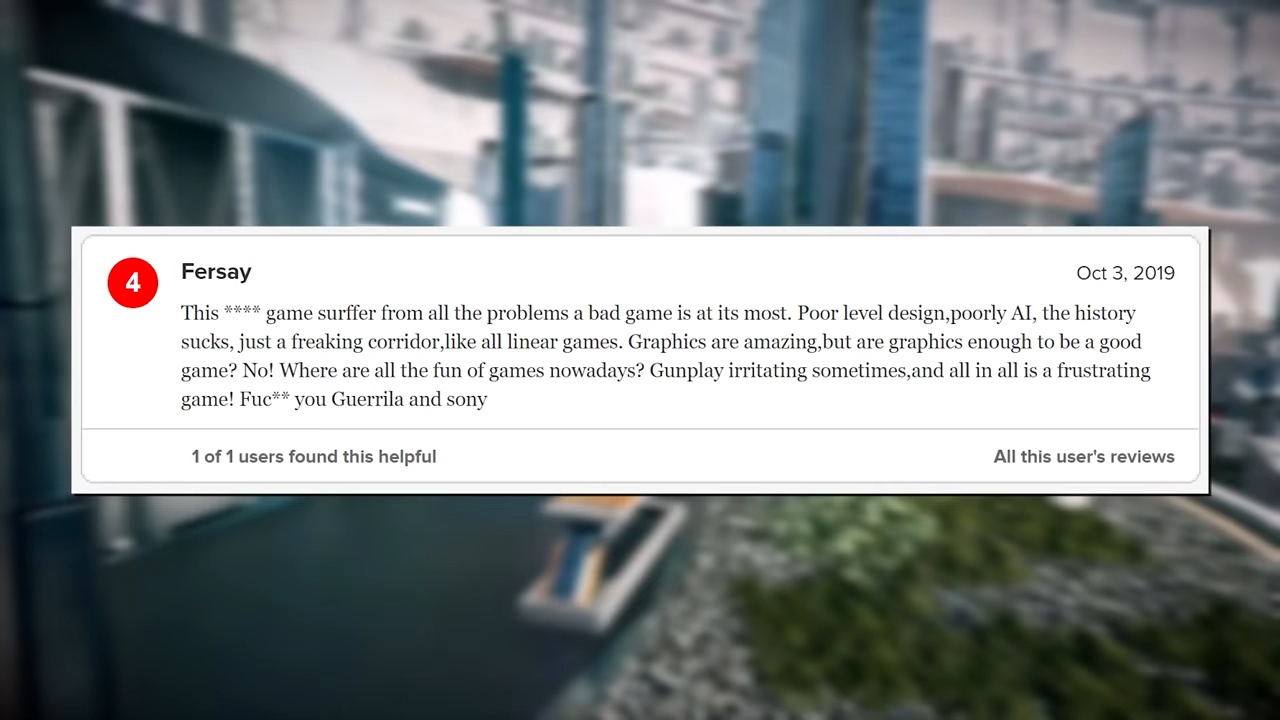 4
Fersay
Oct 3, 2019
This **** game surffer from all the problems a bad game is at its most. Poor level design,poorly AI, the history
sucks, just a freaking corridor,like all linear games. Graphics are amazing,but are graphics enough to be a good
game? No! Where are all the fun of games nowadays? Gunplay irritating sometimes,and all in all is a frustrating
game! Fuc** you Guerrila and sony
1 of 1 users found this helpful
All this user's reviews